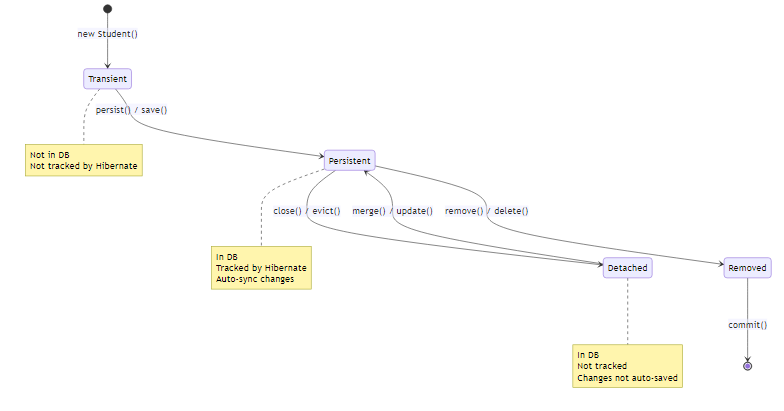 new Student()
Transient
persist() / save()
Not in DB
Not tracked by Hibernate
Persistent
close() / evict()
merge() / update()
remove() / delete()
In DB
Tracked by Hibernate
Auto-sync changes
Detached
Removed
commit()
In DB
Not tracked
Changes not auto-saved